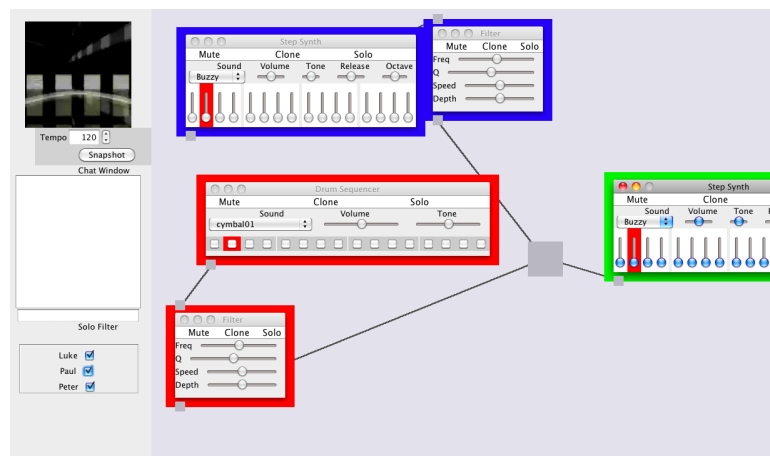 Step Synth
Mute Clone Solo
Sound Volume Tone Release Octave
Buzzy
Filter
Mute Clone Solo
Freq
Q
Speed
Depth
Tempo 120
Snapshot
Chat Window
Drum Sequencer
Mute Clone Solo
Sound Volume Tone
cymbal01
Step Synth
Mute Clone
Sound Volume Tone
Buzzy
Filter
Mute Clone Solo
Freq
Q
Speed
Depth
Solo Filter
Luke
Paul
Peter